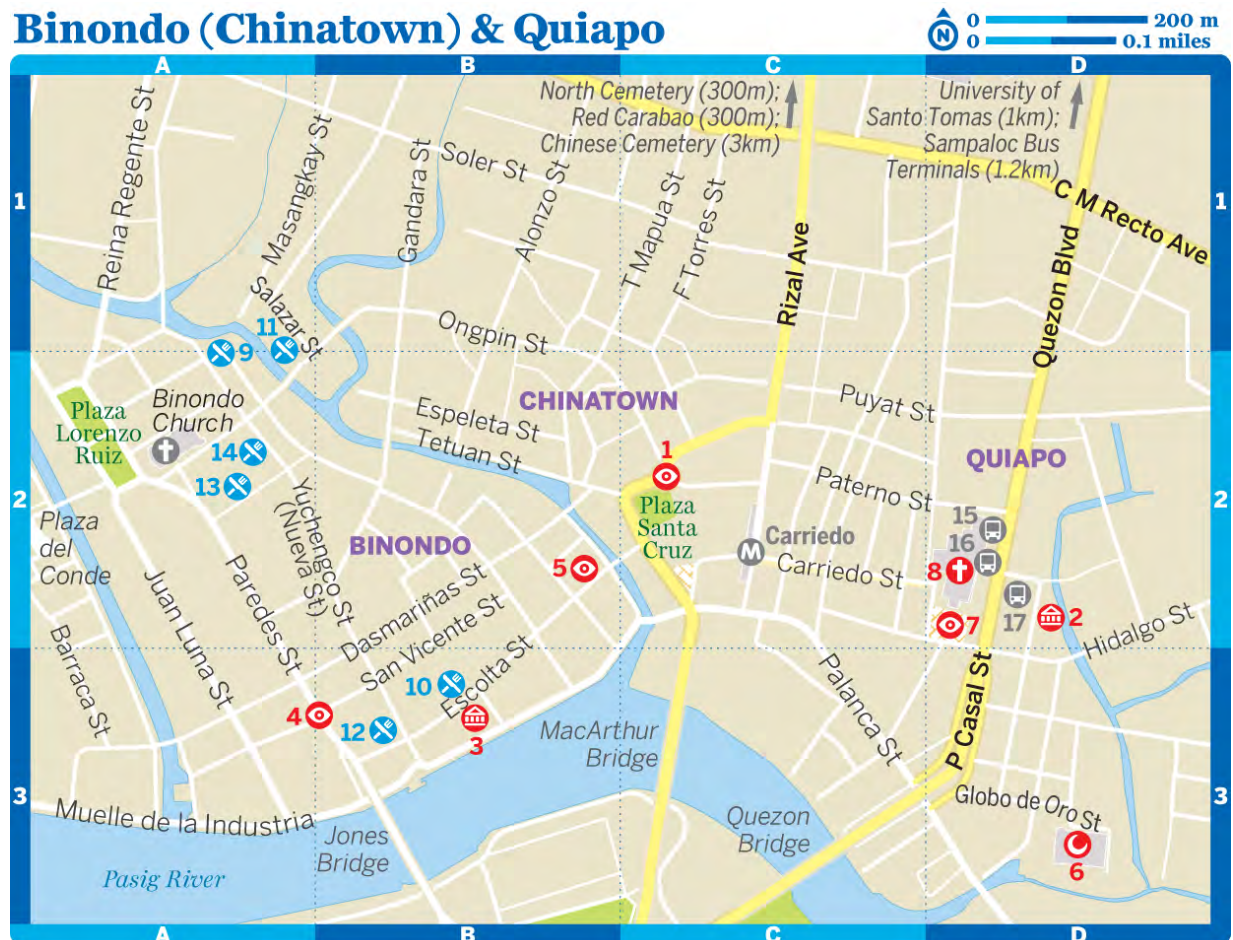 Binondo (Chinatown) & Quiapo
N
0 200 m
0 0.1 miles
A B C D
North Cemetery (300m);
Red Carabao (300m);
Chinese Cemetery (3km)
University of
Santo Tomas (1km);
Sampaloc Bus
Terminals (1.2km)
1 1
Reina Regente St
Masangkay St
Gandara St
Soler St
Alonzo St
T Mapua St
F Torres St
Rizal Ave
C M Recto Ave
Quezon Blvd
Salazar St
11
9
Ongpin St
Plaza
Lorenzo
Ruiz
Binondo
Church
14
13
CHINATOWN
Espeleta St
Tetuan St
Puyat St
1
QUIAPO
2 2
Plaza
Santa
Cruz
Paterno St
15
16
Plaza
del
Conde
Yuchengco St
(Nueva St)
BINONDO
5
M
Carriedo
Carriedo St
8
7
17
2
Hidalgo St
Juan Luna St
Paredes St
Dasmariñas St
San Vicente St
Barraca St
10
Escolta St
4
12
3
MacArthur
Bridge
Palanca St
P Casal St
3 3
Muelle de la Industria
Jones
Bridge
Quezon
Bridge
Globo de Oro St
6
Pasig River
A B C D